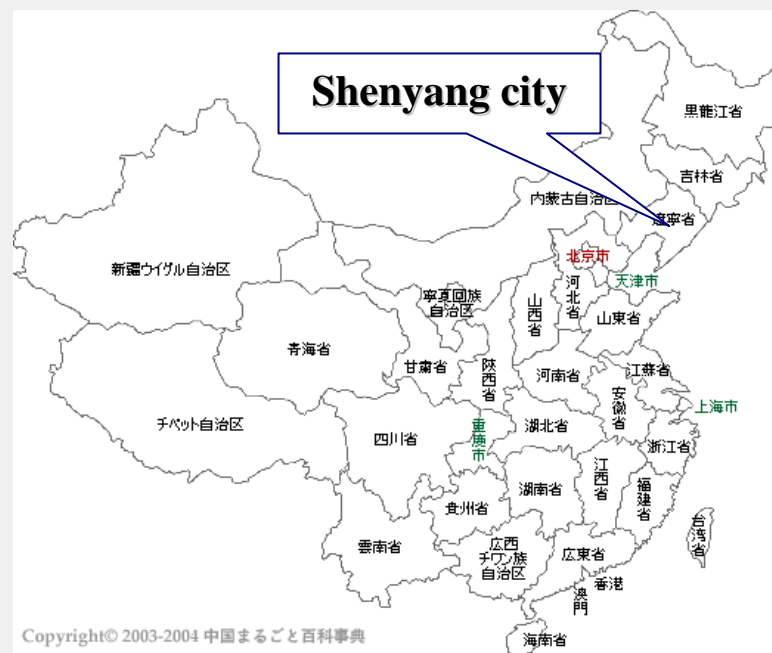 Shenyang city
黒龍江省
吉林省
内蒙古自治区
遼寧省
北京市
天津市
新疆ウイグル自治区
寧夏回族
自治区
山西省
河北省
山東省
青海省
甘粛省
陝西省
河南省
江蘇省
安徽省
上海市
チベット自治区
四川省
重慶市
湖北省
浙江省
江西省
湖南省
福建省
貴州省
台湾省
雲南省
広西
チワン族
自治区
広東省
香港
澳門
海南省
Copyright© 2003-2004 中国まるごと百科事典